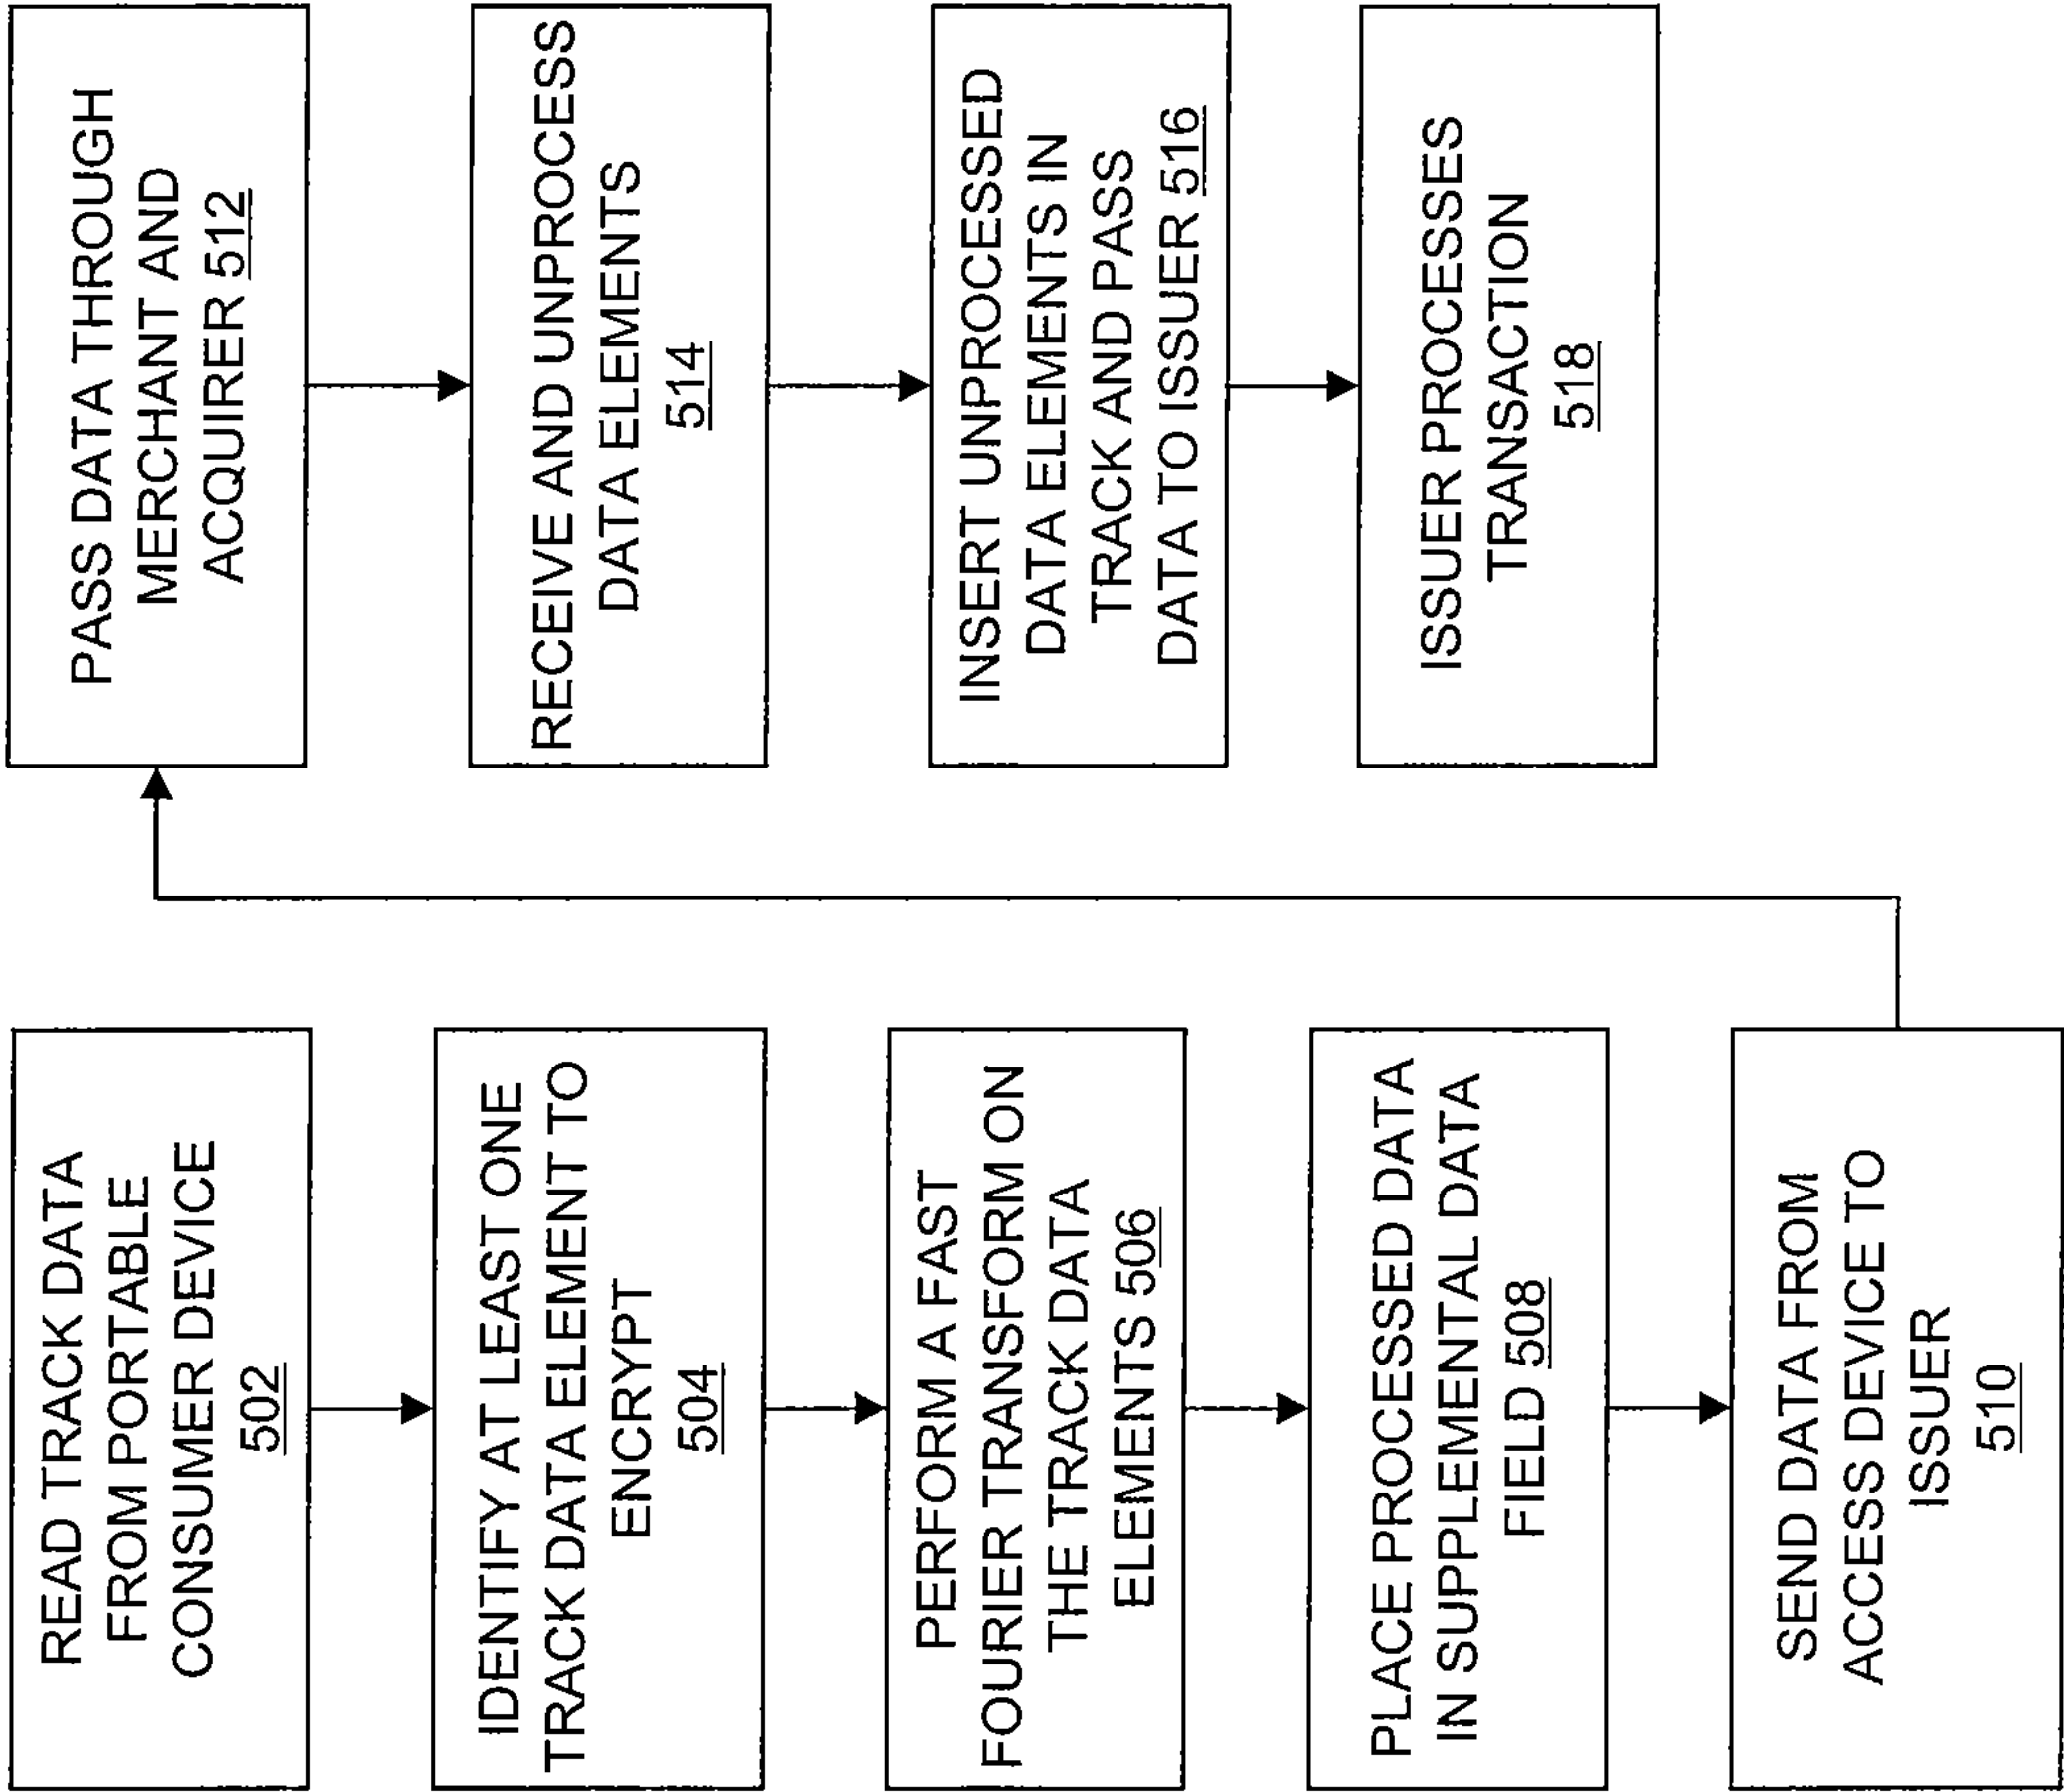 READ TRACK DATA
FROM PORTABLE
CONSUMER DEVICE
502
IDENTIFY AT LEAST ONE
TRACK DATA ELEMENT TO
ENCRYPT
504
PERFORM A FAST
FOURIER TRANSFORM ON
THE TRACK DATA
ELEMENTS 506
PLACE PROCESSED DATA
IN SUPPLEMENTAL DATA
FIELD 508
SEND DATA FROM
ACCESS DEVICE TO
ISSUER
510
PASS DATA THROUGH
MERCHANT AND
ACQUIRER 512
RECEIVE AND UNPROCESS
DATA ELEMENTS
514
INSERT UNPROCESSED
DATA ELEMENTS IN
TRACK AND PASS
DATA TO ISSUER 516
ISSUER PROCESSES
TRANSACTION
518